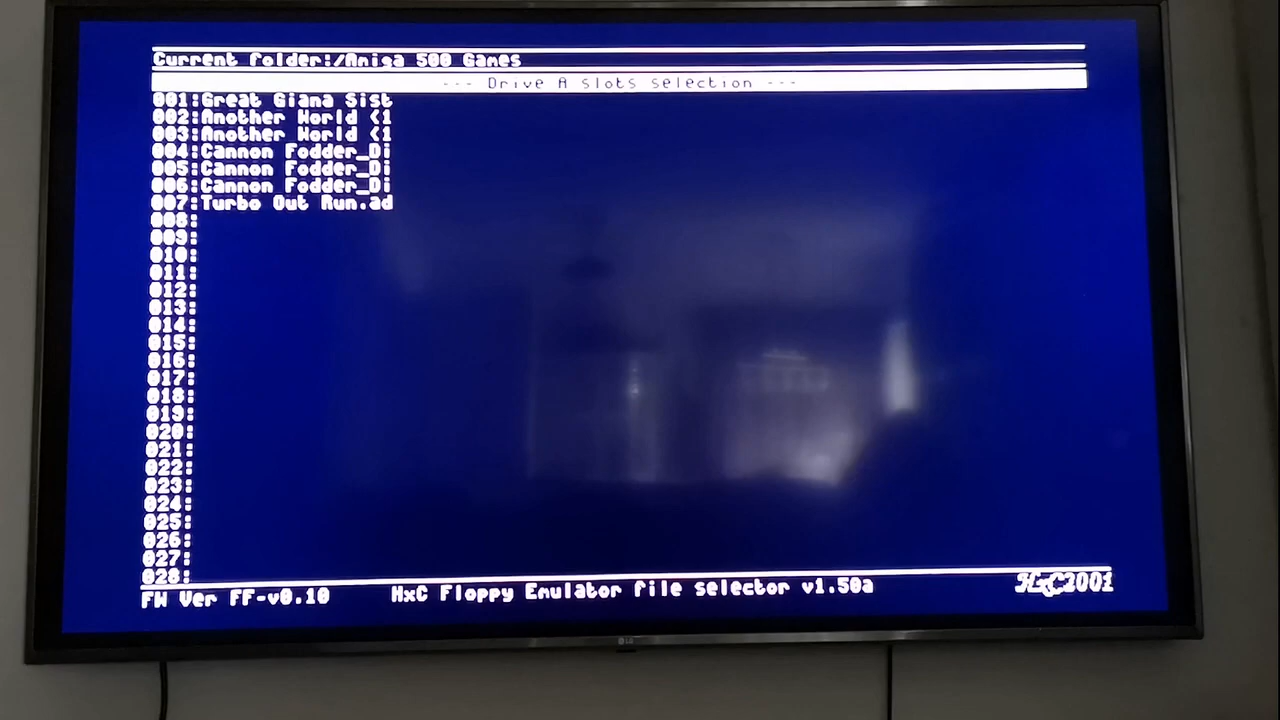 Current folder:/Amiga 500 Games
--- Drive A slots selection ---
001:Great Giana Sist
002:Another World (1
003:Another World (1
004:Cannon Fodder_Di
005:Cannon Fodder_Di
006:Cannon Fodder_Di
007:Turbo Out Run.ad
008:
009:
010:
011:
012:
013:
014:
015:
016:
017:
018:
019:
020:
021:
022:
023:
024:
025:
026:
027:
028:
FW Ver FF-v0.10 HxC Floppy Emulator file selector v1.50a HxC2001
LG